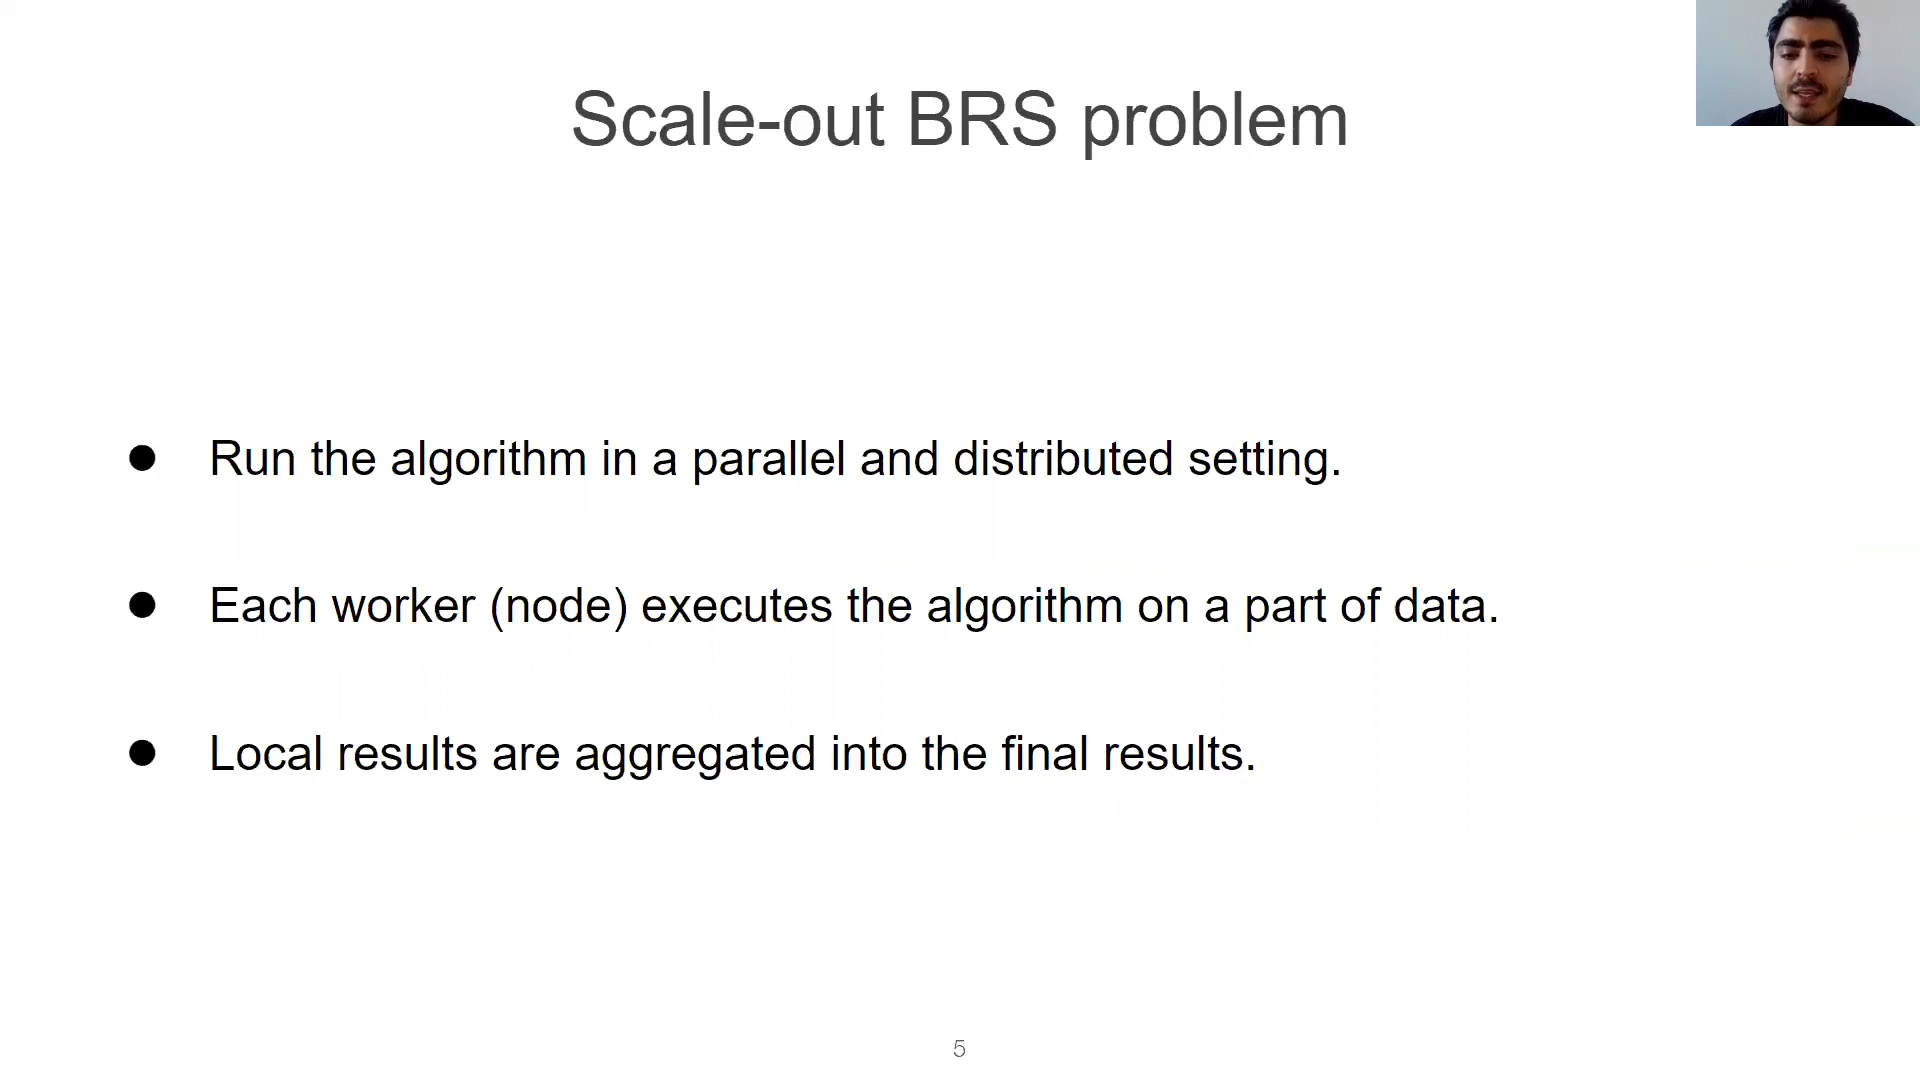 Scale-out BRS problem
● Run the algorithm in a parallel and distributed setting.
● Each worker (node) executes the algorithm on a part of data.
● Local results are aggregated into the final results.
5